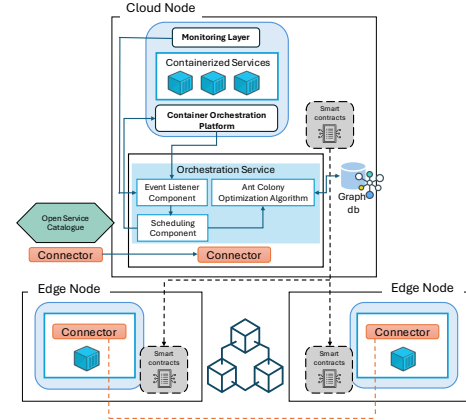 Cloud Node
Monitoring Layer
Containerized Services
Container Orchestration
Platform
Smart
contracts
Orchestration Service
Event Listener
Component
Ant Colony
Optimization Algorithm
Graph
db
Open Service
Catalogue
Scheduling
Component
Connector
Connector
Edge Node
Edge Node
Connector
Connector
Smart
contracts
Smart
contracts